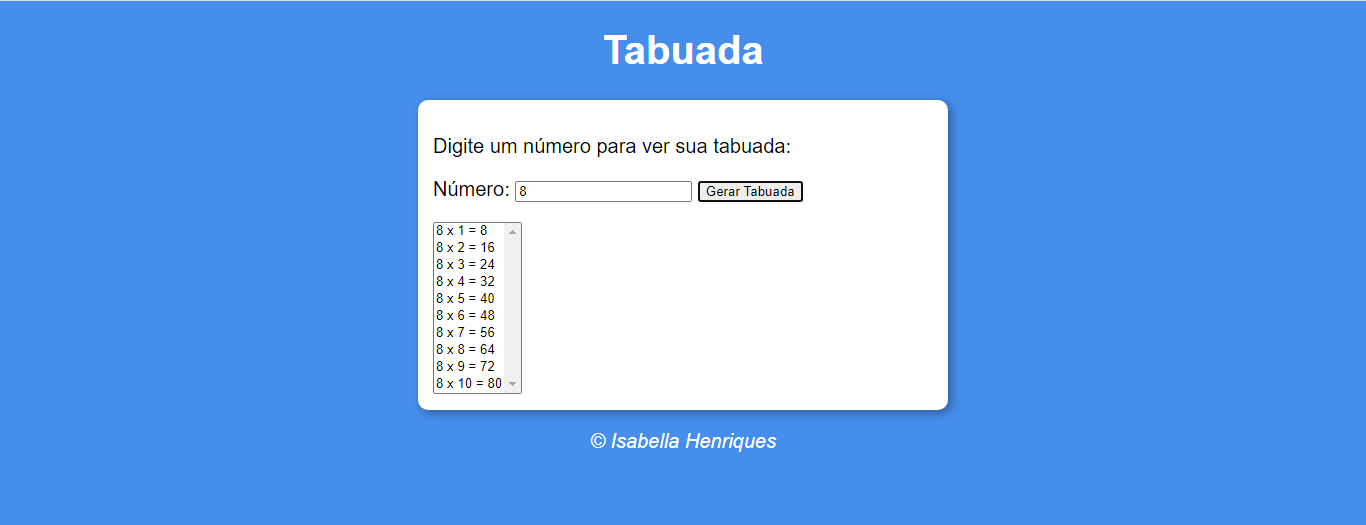 Tabuada
Digite um número para ver sua tabuada:
Número: 8 Gerar Tabuada
8 x 1 = 8
8 x 2 = 16
8 x 3 = 24
8 x 4 = 32
8 x 5 = 40
8 x 6 = 48
8 x 7 = 56
8 x 8 = 64
8 x 9 = 72
8 x 10 = 80
© Isabella Henriques